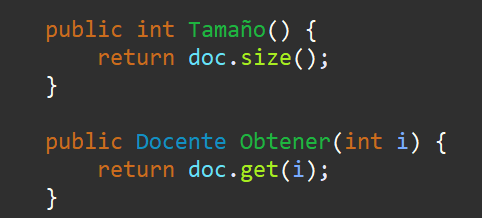 public int Tamaño() {
    return doc.size();
}
public Docente Obtener(int i) {
    return doc.get(i);
}